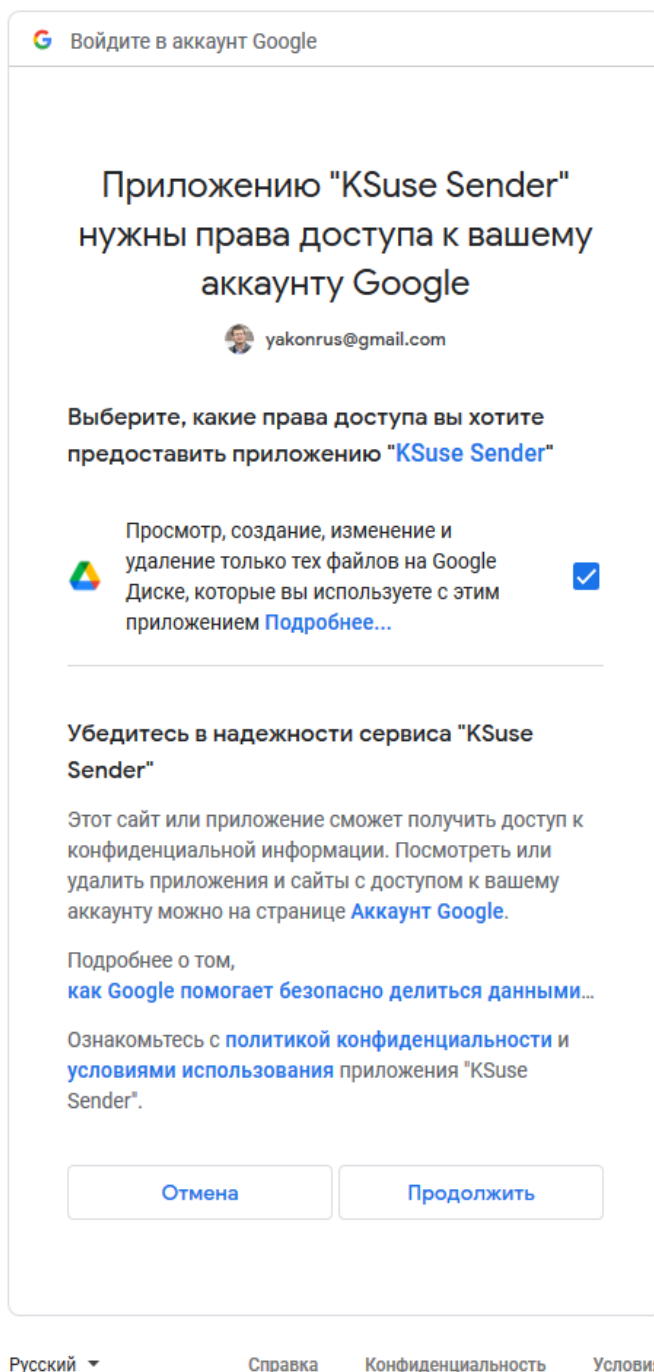 Войдите в аккаунт Google
Приложению "KSuse Sender"
нужны права доступа к вашему
аккаунту Google
yakonrus@gmail.com
Выберите, какие права доступа вы хотите
предоставить приложению "KSuse Sender"
Просмотр, создание, изменение и
удаление только тех файлов на Google
Диске, которые вы используете с этим
приложением Подробнее...
Убедитесь в надежности сервиса "KSuse
Sender"
Этот сайт или приложение сможет получить доступ к
конфиденциальной информации. Посмотреть или
удалить приложения и сайты с доступом к вашему
аккаунту можно на странице Аккаунт Google.
Подробнее о том,
как Google помогает безопасно делиться данными...
Ознакомьтесь с политикой конфиденциальности и
условиями использования приложения "KSuse
Sender".
Отмена Продолжить
Русский Справка Конфиденциальность Условия